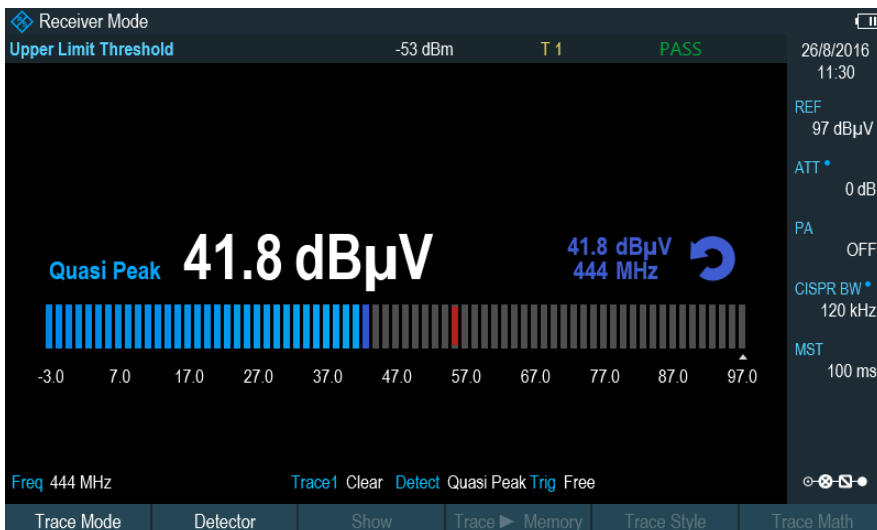 Receiver Mode
Upper Limit Threshold -53 dBm T 1 PASS
26/8/2016
11:30
REF
97 dBµV
ATT
0 dB
PA
OFF
CISPR BW
120 kHz
MST
100 ms
Quasi Peak 41.8 dBµV
41.8 dBµV
444 MHz
-3.0 7.0 17.0 27.0 37.0 47.0 57.0 67.0 77.0 87.0 97.0
Freq 444 MHz Trace1 Clear Detect Quasi Peak Trig Free
Trace Mode Detector Show Trace ► Memory Trace Style Trace Math